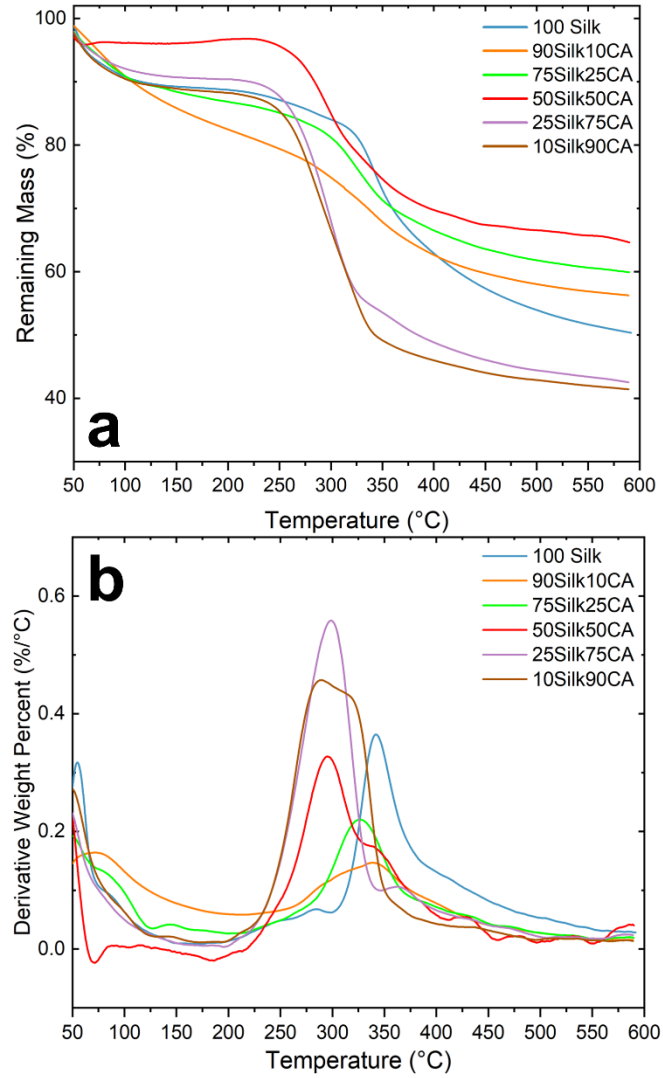 100
80
60
40
Remaining Mass (%)
100 Silk
90Silk10CA
75Silk25CA
50Silk50CA
25Silk75CA
10Silk90CA
a
50 100 150 200 250 300 350 400 450 500 550 600
Temperature (°C)
0.6
0.4
0.2
0.0
Derivative Weight Percent (%/°C)
b
100 Silk
90Silk10CA
75Silk25CA
50Silk50CA
25Silk75CA
10Silk90CA
50 100 150 200 250 300 350 400 450 500 550 600
Temperature (°C)